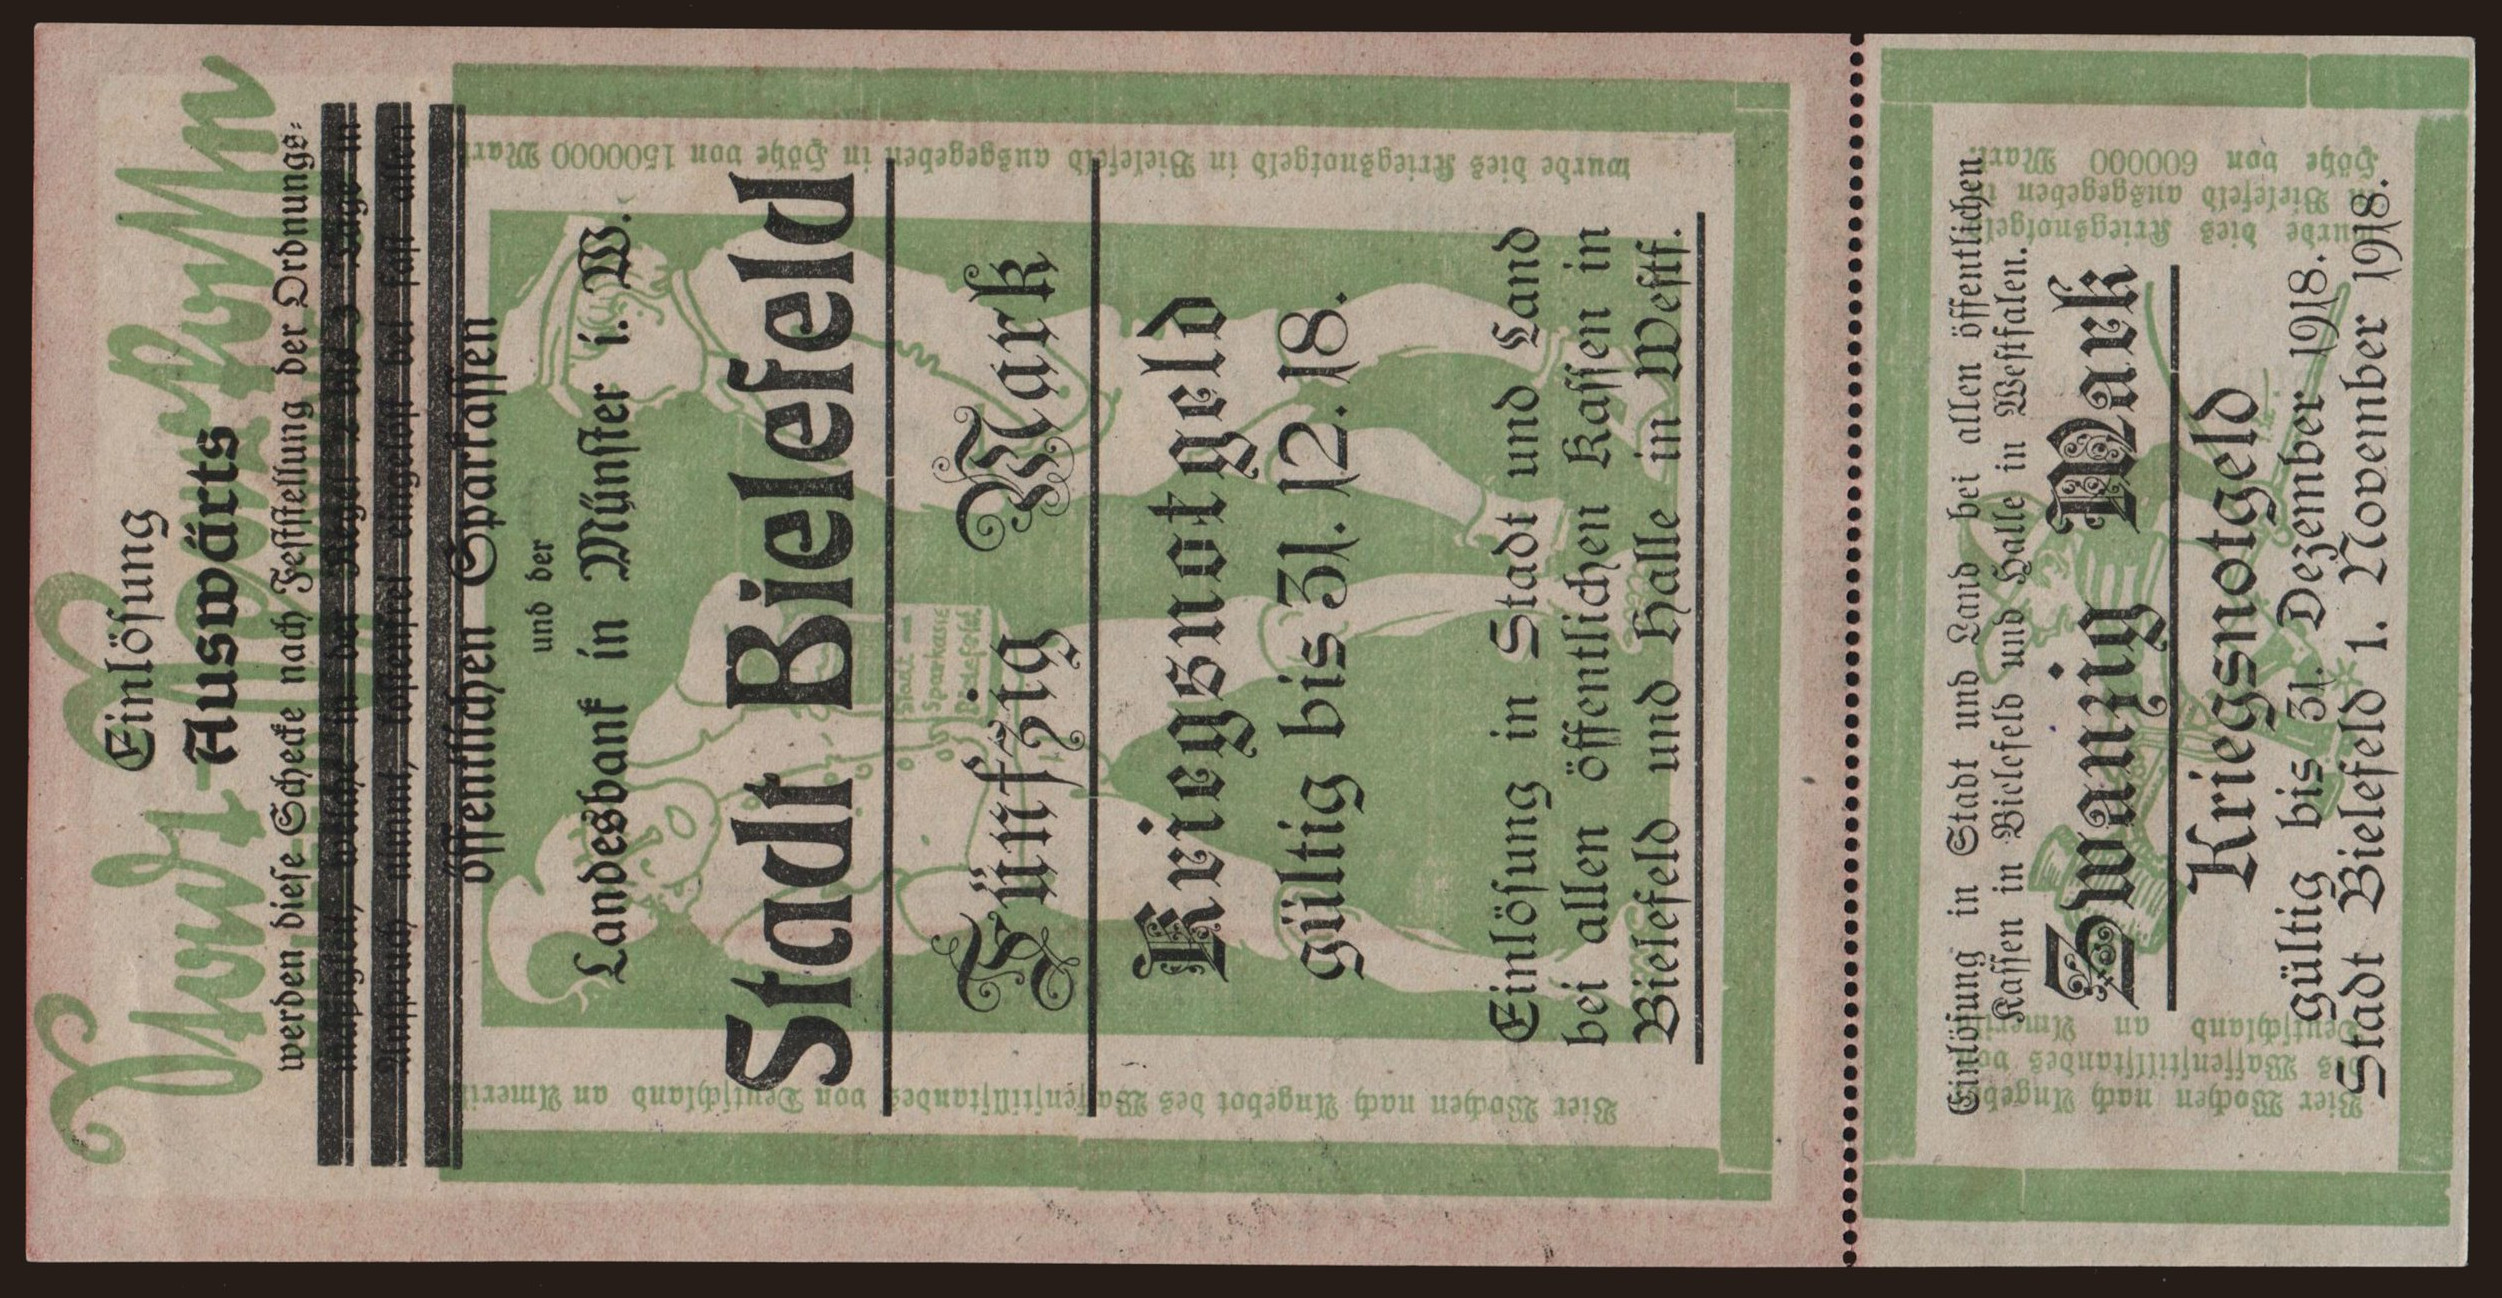 Einlösung
Auswärts
werden diese Schecke nach Feststellung der Ordnungs-
öffentlichen Sparkassen
und der
Landesbank in Münster i. W.
Stadt Bielefeld
Fünfzig Mark
Kriegsnotgeld
gültig bis 31. 12. 18.
Einlösung in Stadt und Land
bei allen öffentlichen Kassen in
Bielefeld und Halle in Westf.
Stadt-
Sparkasse
Bielefeld.
Vier Wochen nach Angebot des Waffenstillstandes von Deutschland an
wurde dies Kriegsnotgeld in Bielefeld ausgegeben in Höhe von 1500000 Mark
Einlösung in Stadt und Land bei allen öffentlichen
Kassen in Bielefeld und Halle in Westfalen.
Zwanzig Mark
Kriegsnotgeld
gültig bis 31. Dezember 1918.
Stadt Bielefeld 1. November 1918.
Vier Wochen nach Angebot
des Waffenstillstandes von
Deutschland an
wurde dies Kriegsnotgeld
in Bielefeld ausgegeben in
Höhe von 600000 Mark.